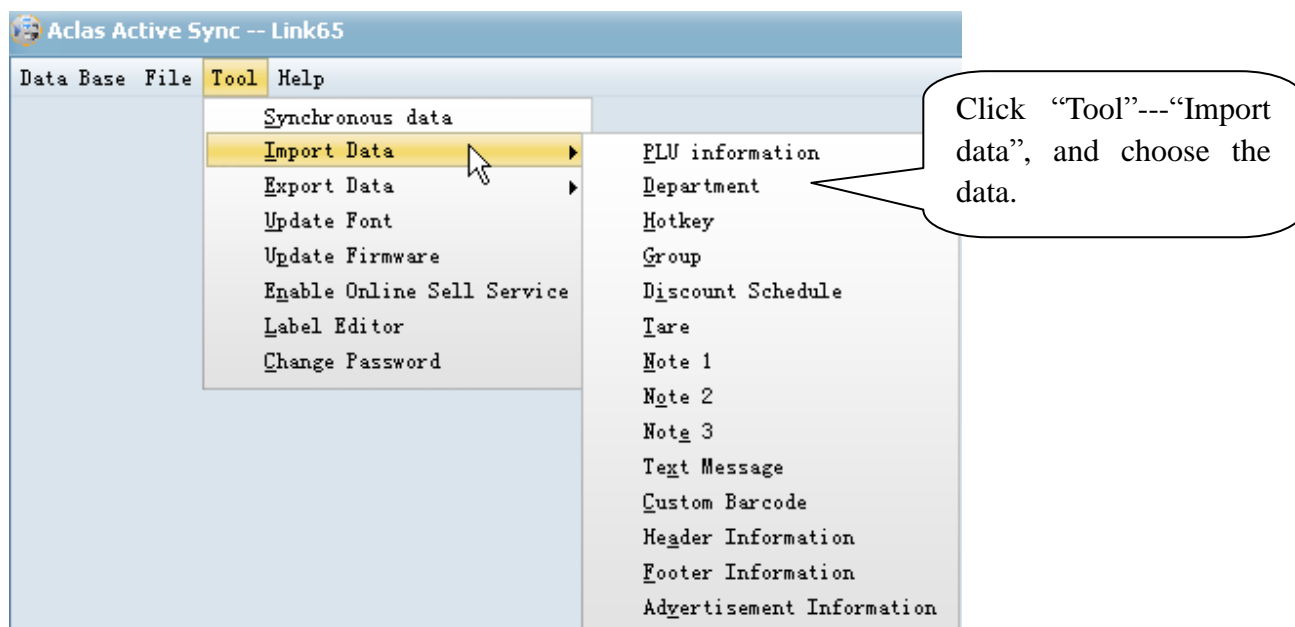 Aclas Active Sync -- Link65
Data Base File Tool Help
Synchronous data
Import Data
Export Data
Update Font
Update Firmware
Enable Online Sell Service
Label Editor
Change Password
PLU information
Department
Hotkey
Group
Discount Schedule
Tare
Note 1
Note 2
Note 3
Text Message
Custom Barcode
Header Information
Footer Information
Advertisement Information
Click “Tool”---“Import
data”, and choose the
data.